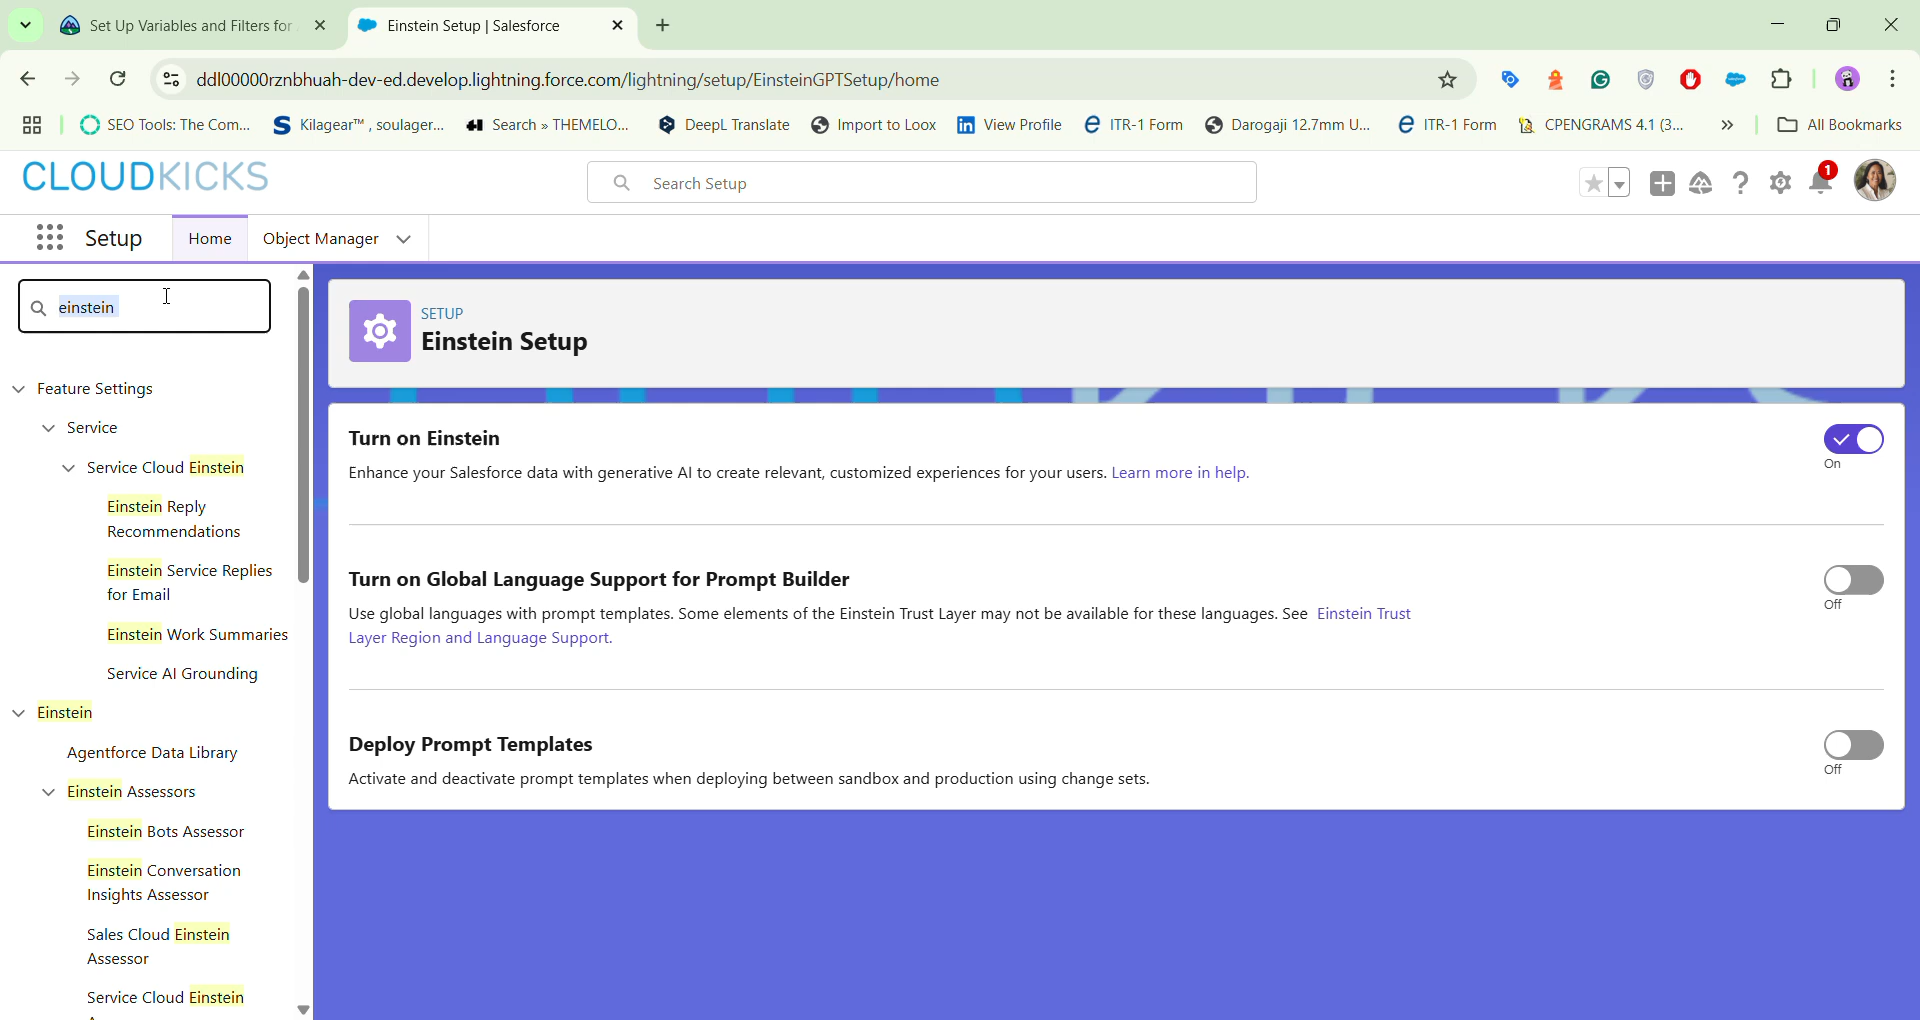 Set Up Variables and Filters for
Einstein Setup | Salesforce
ddl00000rznbhuah-dev-ed.develop.lightning.force.com/lightning/setup/EinsteinGPTSetup/home
SEO Tools: The Com...
Kilagear™ , soulager...
Search » THEMELO...
DeepL Translate
Import to Loox
View Profile
ITR-1 Form
Darogaji 12.7mm U...
ITR-1 Form
CPENGRAMS 4.1 (3...
All Bookmarks
CLOUDKICKS
Search Setup
1
Setup
Home
Object Manager
einstein
Feature Settings
Service
Service Cloud Einstein
Einstein Reply
Recommendations
Einstein Service Replies
for Email
Einstein Work Summaries
Service AI Grounding
Einstein
Agentforce Data Library
Einstein Assessors
Einstein Bots Assessor
Einstein Conversation
Insights Assessor
Sales Cloud Einstein
Assessor
Service Cloud Einstein
SETUP
Einstein Setup
Turn on Einstein
Enhance your Salesforce data with generative AI to create relevant, customized experiences for your users. Learn more in help.
On
Turn on Global Language Support for Prompt Builder
Use global languages with prompt templates. Some elements of the Einstein Trust Layer may not be available for these languages. See Einstein Trust
Layer Region and Language Support.
Off
Deploy Prompt Templates
Activate and deactivate prompt templates when deploying between sandbox and production using change sets.
Off